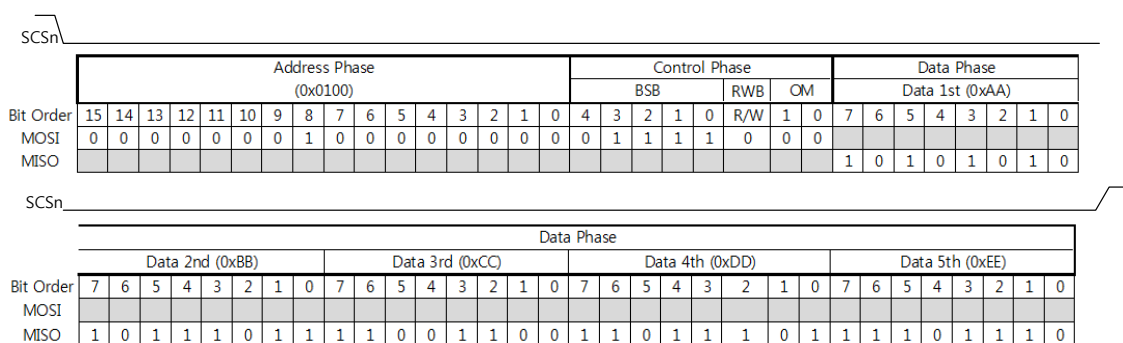 SCSn
Address Phase Control Phase Data Phase
(0x0100) BSB RWB OM Data 1st (0xAA)
Bit Order 15 14 13 12 11 10 9 8 7 6 5 4 3 2 1 0 4 3 2 1 0 R/W 1 0 7 6 5 4 3 2 1 0
MOSI 0 0 0 0 0 0 0 1 0 0 0 0 0 0 0 0 0 1 1 1 1 0 0 0
MISO 1 0 1 0 1 0 1 0
SCSn
Data Phase
Data 2nd (0xBB) Data 3rd (0xCC) Data 4th (0xDD) Data 5th (0xEE)
Bit Order 7 6 5 4 3 2 1 0 7 6 5 4 3 2 1 0 7 6 5 4 3 2 1 0 7 6 5 4 3 2 1 0
MOSI
MISO 1 0 1 1 1 0 1 1 1 1 0 0 1 1 0 0 1 1 0 1 1 1 0 1 1 1 1 0 1 1 1 0